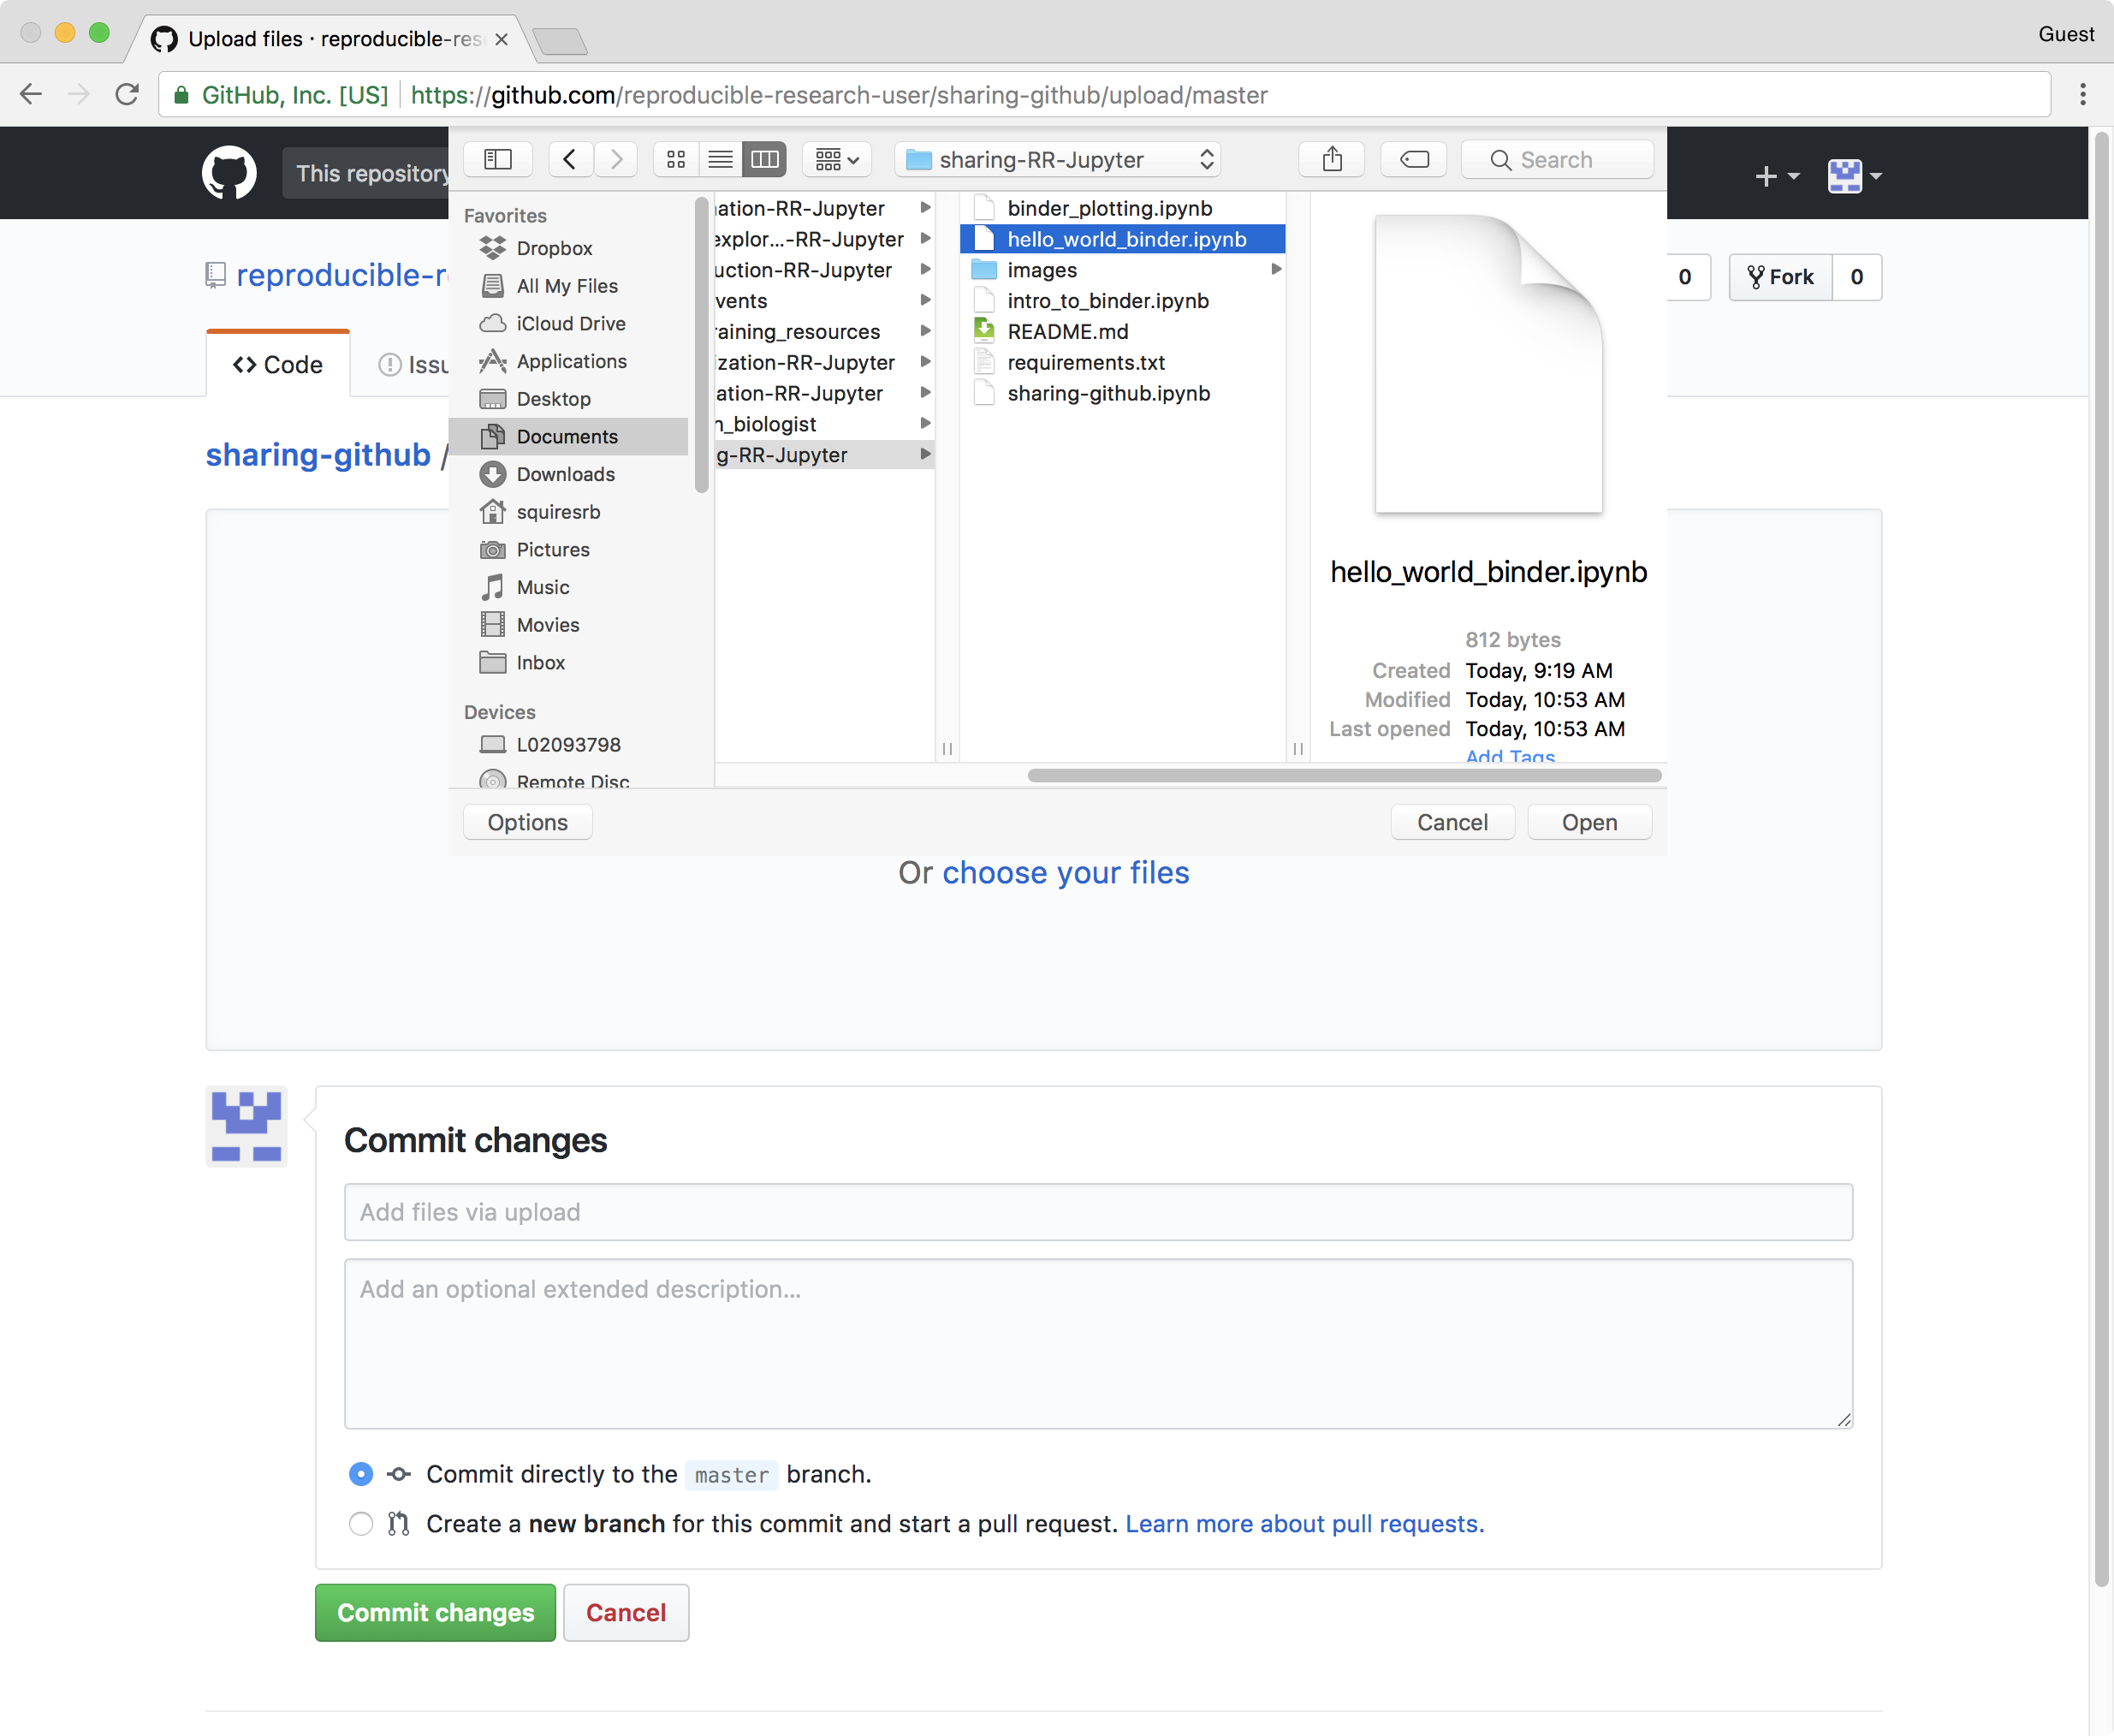 Upload files · reproducible-res
Guest
GitHub, Inc. [US] https://github.com/reproducible-research-user/sharing-github/upload/master
This repository
sharing-RR-Jupyter
Search
reproducible-r
0
Fork
0
Code
Issu
sharing-github /
Favorites
Dropbox
All My Files
iCloud Drive
Applications
Desktop
Documents
Downloads
squiresrb
Pictures
Music
Movies
Inbox
Devices
L02093798
Remote Disc
ation-RR-Jupyter
explor...-RR-Jupyter
uction-RR-Jupyter
vents
raining_resources
ization-RR-Jupyter
ation-RR-Jupyter
n_biologist
g-RR-Jupyter
binder_plotting.ipynb
hello_world_binder.ipynb
images
intro_to_binder.ipynb
README.md
requirements.txt
sharing-github.ipynb
hello_world_binder.ipynb
812 bytes
Created Today, 9:19 AM
Modified Today, 10:53 AM
Last opened Today, 10:53 AM
Add Tags
Options
Cancel
Open
Or choose your files
Commit changes
Add files via upload
Add an optional extended description...
Commit directly to the master branch.
Create a new branch for this commit and start a pull request. Learn more about pull requests.
Commit changes
Cancel